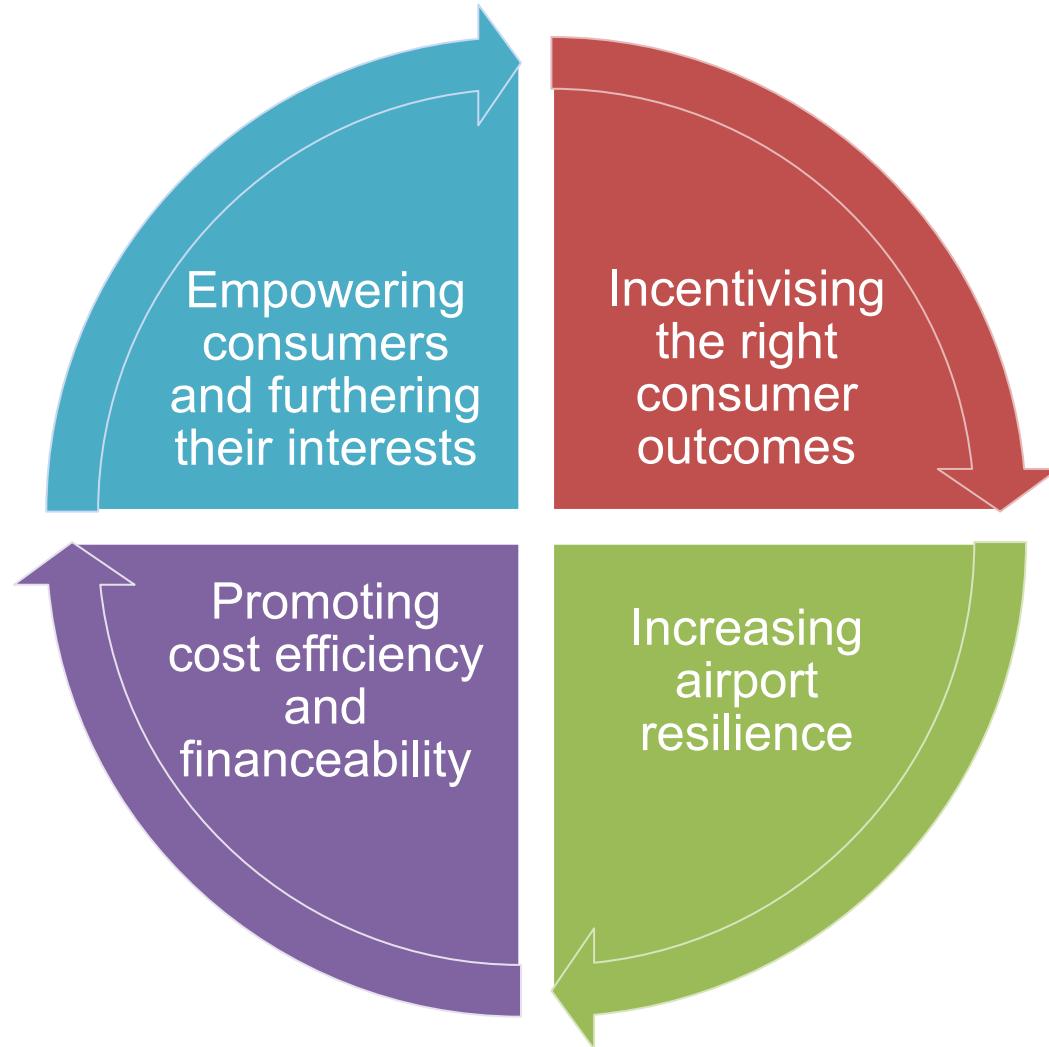 Empowering
consumers
and furthering
their interests
Incentivising
the right
consumer
outcomes
Promoting
cost efficiency
and
financeability
Increasing
airport
resilience